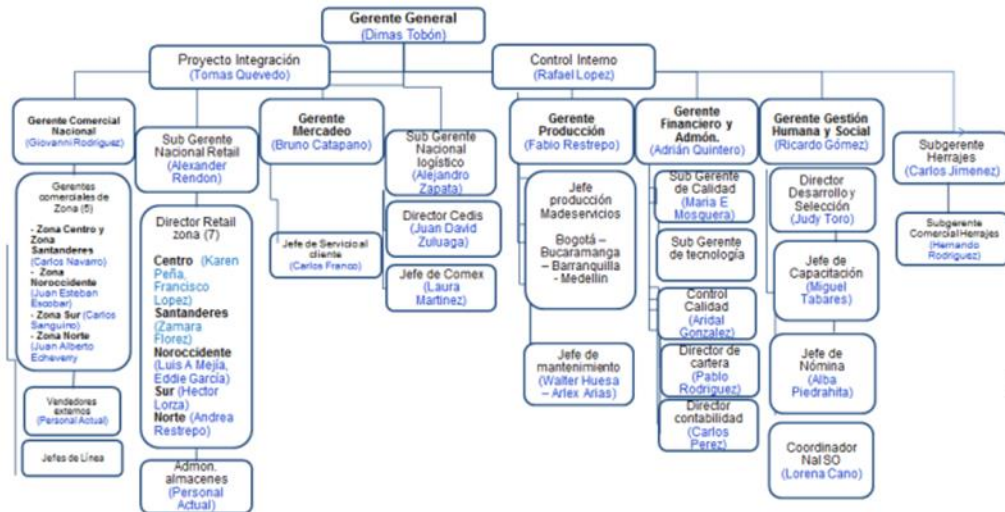 Gerente General
(Dimas Tobón)
Proyecto Integración
(Tomas Quevedo)
Control Interno
(Rafael Lopez)
Gerente Comercial
Nacional
(Giovanni Rodriguez)
Gerentes
comerciales de
Zona (5)
- Zona Centro y Zona
Santanderes
(Carlos Navarro)
- Zona
Noroccidente
(Juan Esteban
Escobar)
- Zona Sur (Carlos
Sanguino)
- Zona Norte
(Juan Alberto
Echeverry
Vendedores
externos
(Personal Actual)
Jefes de Línea
Sub Gerente
Nacional Retail
(Alexander
Rendon)
Director Retail
zona (7)
Centro (Karen
Peña,
Francisco
Lopez)
Santanderes
(Zamara
Florez)
Noroccidente
(Luis A Mejía,
Eddie García)
Sur (Hector
Lorza)
Norte (Andrea
Restrepo)
Admon.
almacenes
(Personal
Actual)
Gerente
Mercadeo
(Bruno Catapano)
Jefe de Servicio al
cliente
(Carlos Franco)
Sub Gerente
Nacional
logístico
(Alejandro
Zapata)
Director Cedis
(Juan David
Zuluaga)
Jefe de Comex
(Laura
Martinez)
Gerente
Producción
(Fabio Restrepo)
Jefe
producción
Madeservicios
Bogotá –
Bucaramanga
– Barranquilla
- Medellin
Jefe de
mantenimiento
(Walter Huesa
– Arlex Arias)
Gerente
Financiero y
Admón.
(Adrián Quintero)
Sub Gerente
de Calidad
(Maria E
Mosquera)
Sub Gerente
de tecnología
Control
Calidad
(Aridal
Gonzalez)
Director de
cartera
(Pablo
Rodriguez)
Director
contabilidad
(Carlos
Perez)
Gerente Gestión
Humana y Social
(Ricardo Gómez)
Director
Desarrollo y
Selección
(Judy Toro)
Jefe de
Capacitación
(Miguel
Tabares)
Jefe de
Nómina
(Alba
Piedrahita)
Coordinador
Nal SO
(Lorena Cano)
Subgerente
Herrajes
(Carlos Jimenez)
Subgerente
Comercial Herrajes
(Hernando
Rodriguez)